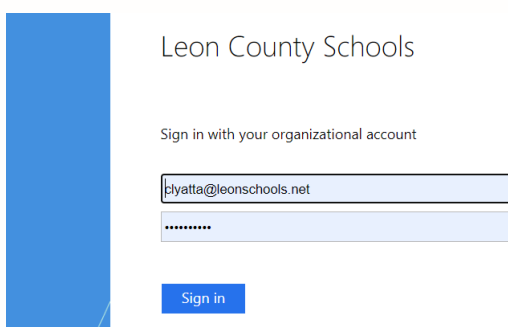 Leon County Schools
Sign in with your organizational account
clyatta@leonschools.net
••••••••••
Sign in